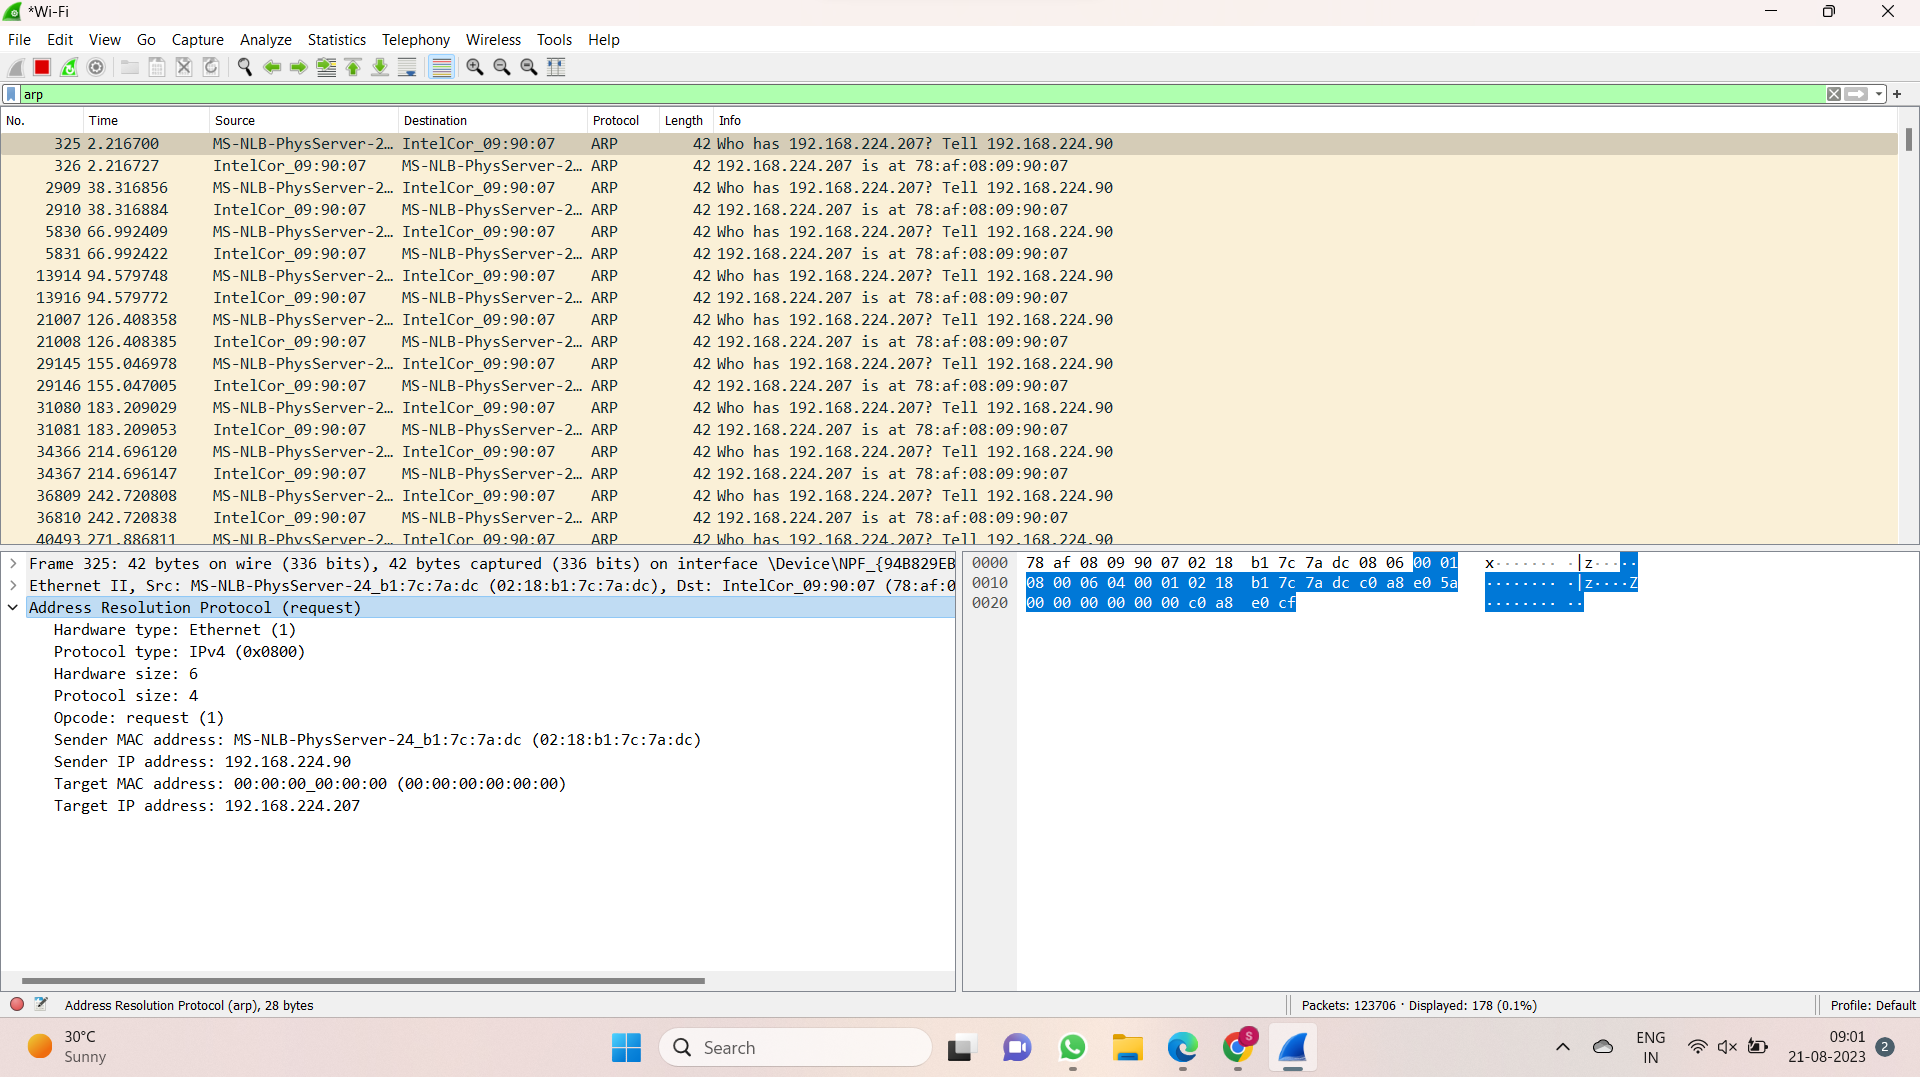 *Wi-Fi
File Edit View Go Capture Analyze Statistics Telephony Wireless Tools Help
arp
No. Time Source Destination Protocol Length Info
325 2.216700 MS-NLB-PhysServer-2… IntelCor_09:90:07 ARP 42 Who has 192.168.224.207? Tell 192.168.224.90
326 2.216727 IntelCor_09:90:07 MS-NLB-PhysServer-2… ARP 42 192.168.224.207 is at 78:af:08:09:90:07
2909 38.316856 MS-NLB-PhysServer-2… IntelCor_09:90:07 ARP 42 Who has 192.168.224.207? Tell 192.168.224.90
2910 38.316884 IntelCor_09:90:07 MS-NLB-PhysServer-2… ARP 42 192.168.224.207 is at 78:af:08:09:90:07
5830 66.992409 MS-NLB-PhysServer-2… IntelCor_09:90:07 ARP 42 Who has 192.168.224.207? Tell 192.168.224.90
5831 66.992422 IntelCor_09:90:07 MS-NLB-PhysServer-2… ARP 42 192.168.224.207 is at 78:af:08:09:90:07
13914 94.579748 MS-NLB-PhysServer-2… IntelCor_09:90:07 ARP 42 Who has 192.168.224.207? Tell 192.168.224.90
13916 94.579772 IntelCor_09:90:07 MS-NLB-PhysServer-2… ARP 42 192.168.224.207 is at 78:af:08:09:90:07
21007 126.408358 MS-NLB-PhysServer-2… IntelCor_09:90:07 ARP 42 Who has 192.168.224.207? Tell 192.168.224.90
21008 126.408385 IntelCor_09:90:07 MS-NLB-PhysServer-2… ARP 42 192.168.224.207 is at 78:af:08:09:90:07
29145 155.046978 MS-NLB-PhysServer-2… IntelCor_09:90:07 ARP 42 Who has 192.168.224.207? Tell 192.168.224.90
29146 155.047005 IntelCor_09:90:07 MS-NLB-PhysServer-2… ARP 42 192.168.224.207 is at 78:af:08:09:90:07
31080 183.209029 MS-NLB-PhysServer-2… IntelCor_09:90:07 ARP 42 Who has 192.168.224.207? Tell 192.168.224.90
31081 183.209053 IntelCor_09:90:07 MS-NLB-PhysServer-2… ARP 42 192.168.224.207 is at 78:af:08:09:90:07
34366 214.696120 MS-NLB-PhysServer-2… IntelCor_09:90:07 ARP 42 Who has 192.168.224.207? Tell 192.168.224.90
34367 214.696147 IntelCor_09:90:07 MS-NLB-PhysServer-2… ARP 42 192.168.224.207 is at 78:af:08:09:90:07
36809 242.720808 MS-NLB-PhysServer-2… IntelCor_09:90:07 ARP 42 Who has 192.168.224.207? Tell 192.168.224.90
36810 242.720838 IntelCor_09:90:07 MS-NLB-PhysServer-2… ARP 42 192.168.224.207 is at 78:af:08:09:90:07
40493 271.886811 MS-NLB-PhysServer-2… IntelCor_09:90:07 ARP 42 Who has 192.168.224.207? Tell 192.168.224.90
Frame 325: 42 bytes on wire (336 bits), 42 bytes captured (336 bits) on interface \Device\NPF_{94B829EB
Ethernet II, Src: MS-NLB-PhysServer-24_b1:7c:7a:dc (02:18:b1:7c:7a:dc), Dst: IntelCor_09:90:07 (78:af:0
Address Resolution Protocol (request)
Hardware type: Ethernet (1)
Protocol type: IPv4 (0x0800)
Hardware size: 6
Protocol size: 4
Opcode: request (1)
Sender MAC address: MS-NLB-PhysServer-24_b1:7c:7a:dc (02:18:b1:7c:7a:dc)
Sender IP address: 192.168.224.90
Target MAC address: 00:00:00_00:00:00 (00:00:00:00:00:00)
Target IP address: 192.168.224.207
0000 78 af 08 09 90 07 02 18 b1 7c 7a dc 08 06 00 01 x······· ·|z·····
0010 08 00 06 04 00 01 02 18 b1 7c 7a dc c0 a8 e0 5a ········ ·|z····Z
0020 00 00 00 00 00 00 c0 a8 e0 cf ········ ··
Address Resolution Protocol (arp), 28 bytes
Packets: 123706 · Displayed: 178 (0.1%)
Profile: Default
30°C
Sunny
Search
S
ENG
IN
09:01
21-08-2023
2